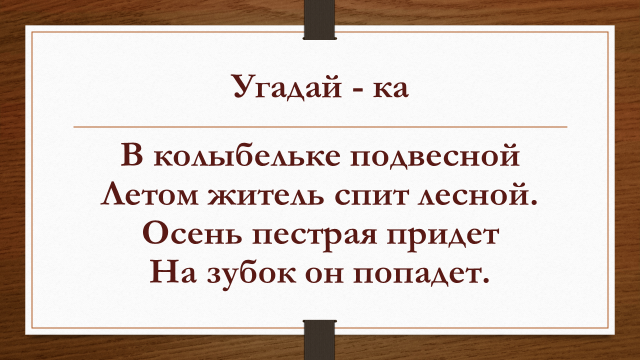 Угадай - ка
В колыбельке подвесной
Летом житель спит лесной.
Осень пестрая придет
На зубок он попадет.